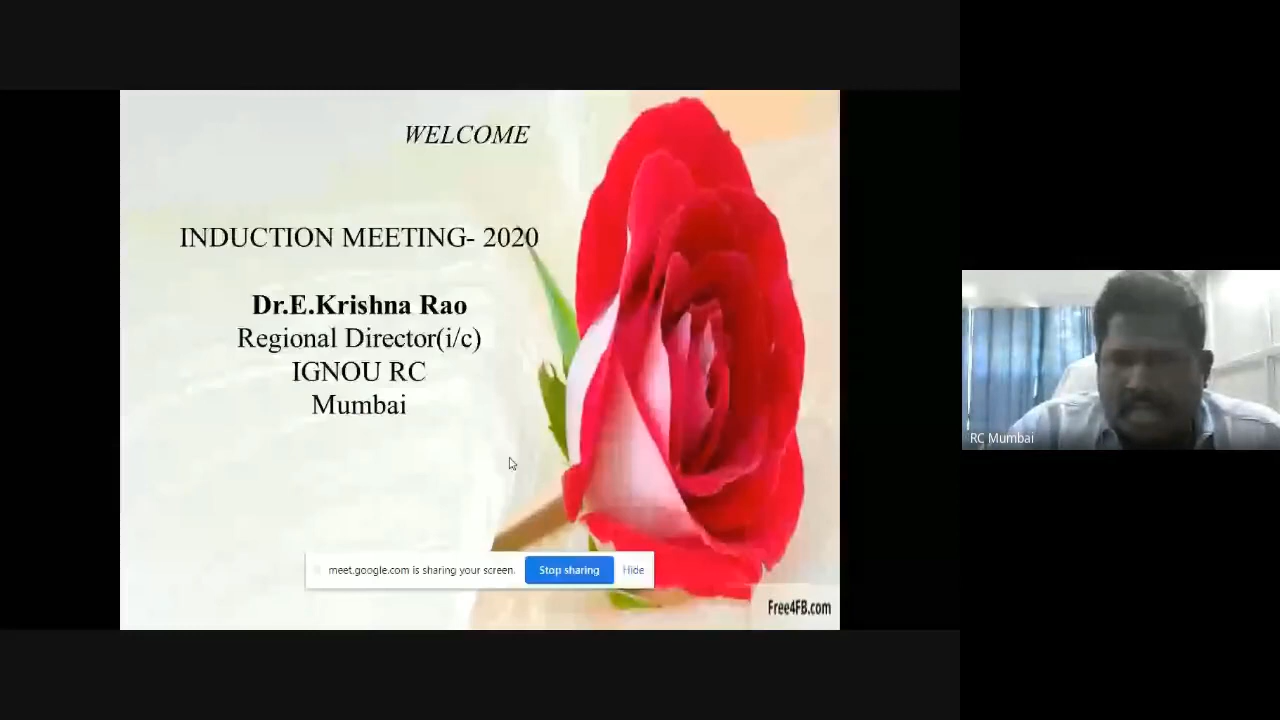 WELCOME
INDUCTION MEETING- 2020
Dr.E.Krishna Rao
Regional Director(i/c)
IGNOU RC
Mumbai
meet.google.com is sharing your screen.
Stop sharing
Hide
Free4FB.com
RC Mumbai